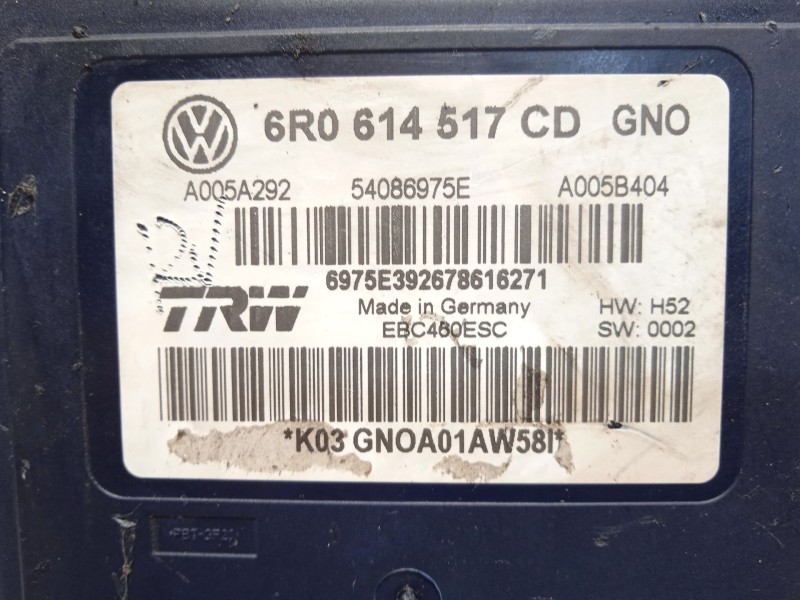 6R0 614 517 CD GNO
A005A292 54086975E A005B404
6975E392678616271
TRW
Made in Germany HW: H52
EBC460ESC SW: 0002
*K03 GNOA01AW58I*